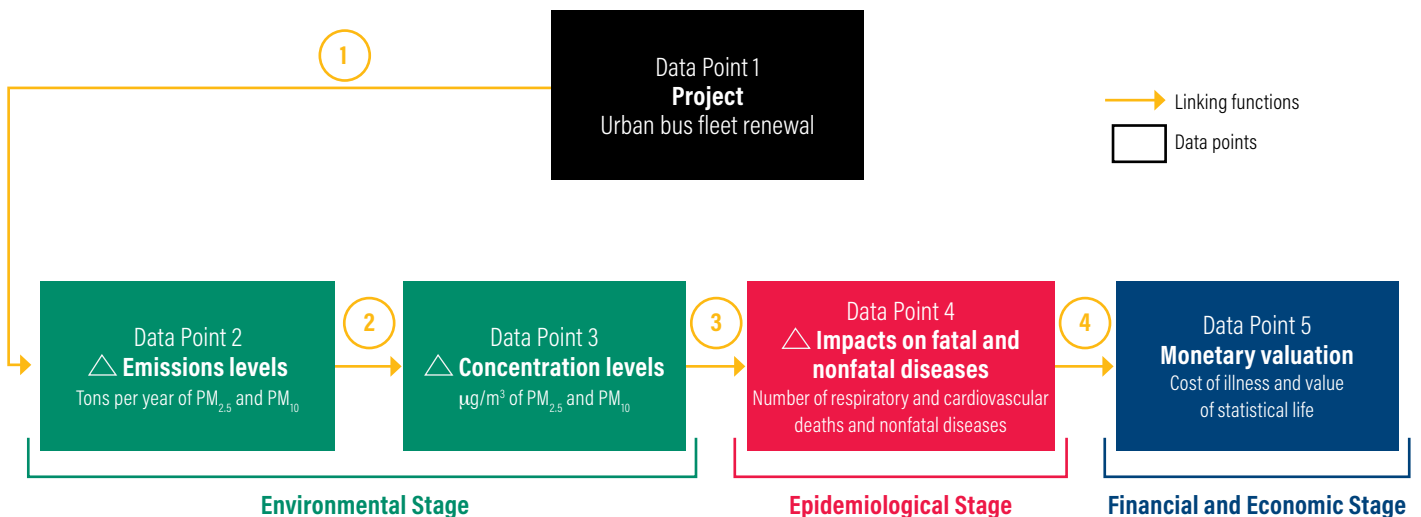 1
Data Point 1
Project
Urban bus fleet renewal
Linking functions
Data points
Data Point 2
△ Emissions levels
Tons per year of PM2.5 and PM10
2
Data Point 3
△ Concentration levels
µg/m³ of PM2.5 and PM10
3
Data Point 4
△ Impacts on fatal and
nonfatal diseases
Number of respiratory and cardiovascular
deaths and nonfatal diseases
4
Data Point 5
Monetary valuation
Cost of illness and value
of statistical life
Environmental Stage
Epidemiological Stage
Financial and Economic Stage